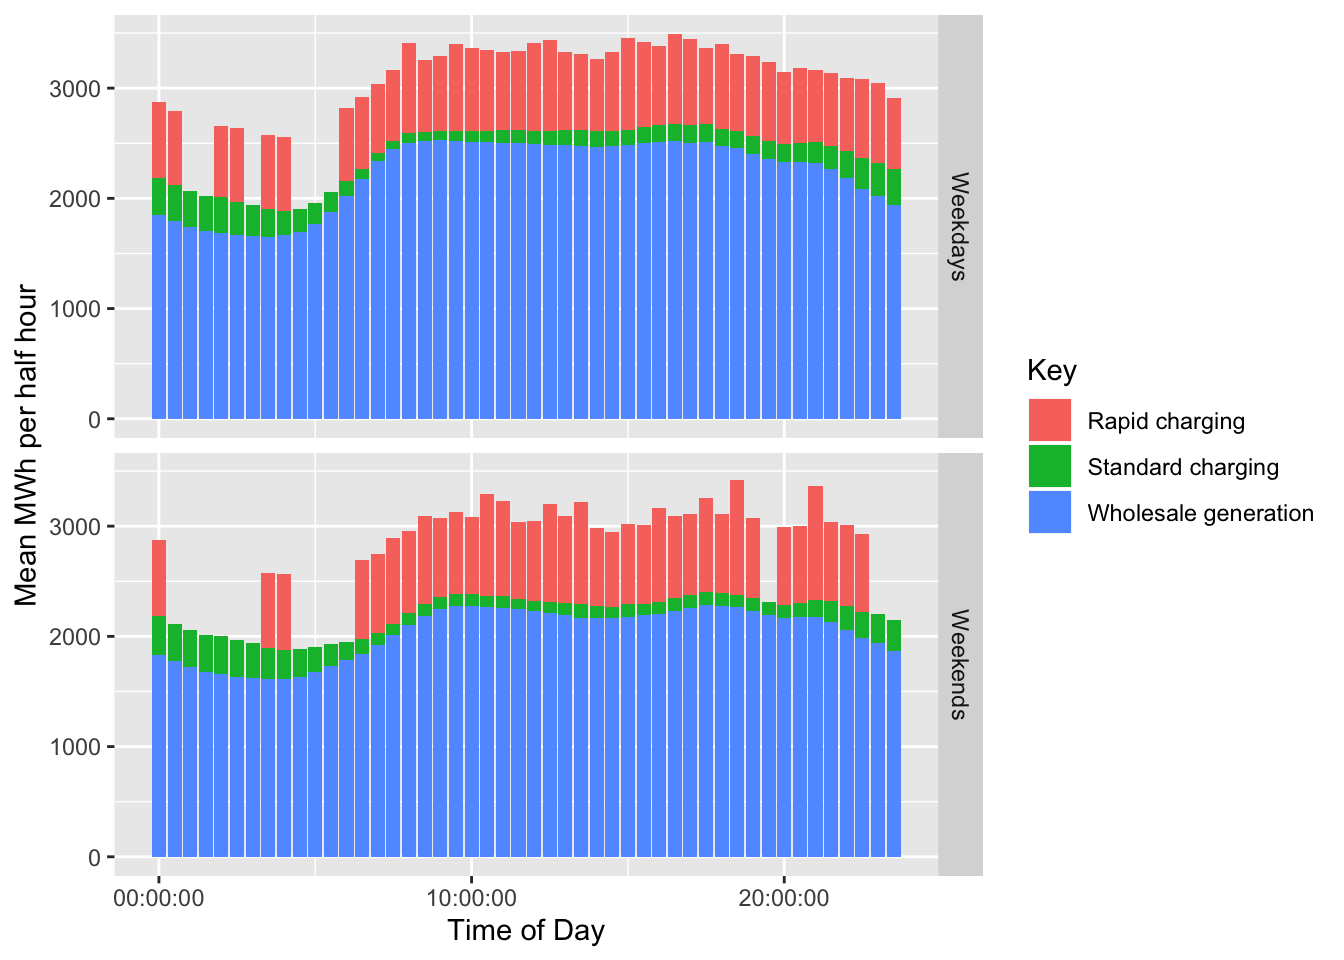 Mean MWh per half hour
3000
2000
1000
0
Weekdays
3000
2000
1000
0
Weekends
00:00:00 10:00:00 20:00:00
Time of Day
Key
Rapid charging
Standard charging
Wholesale generation